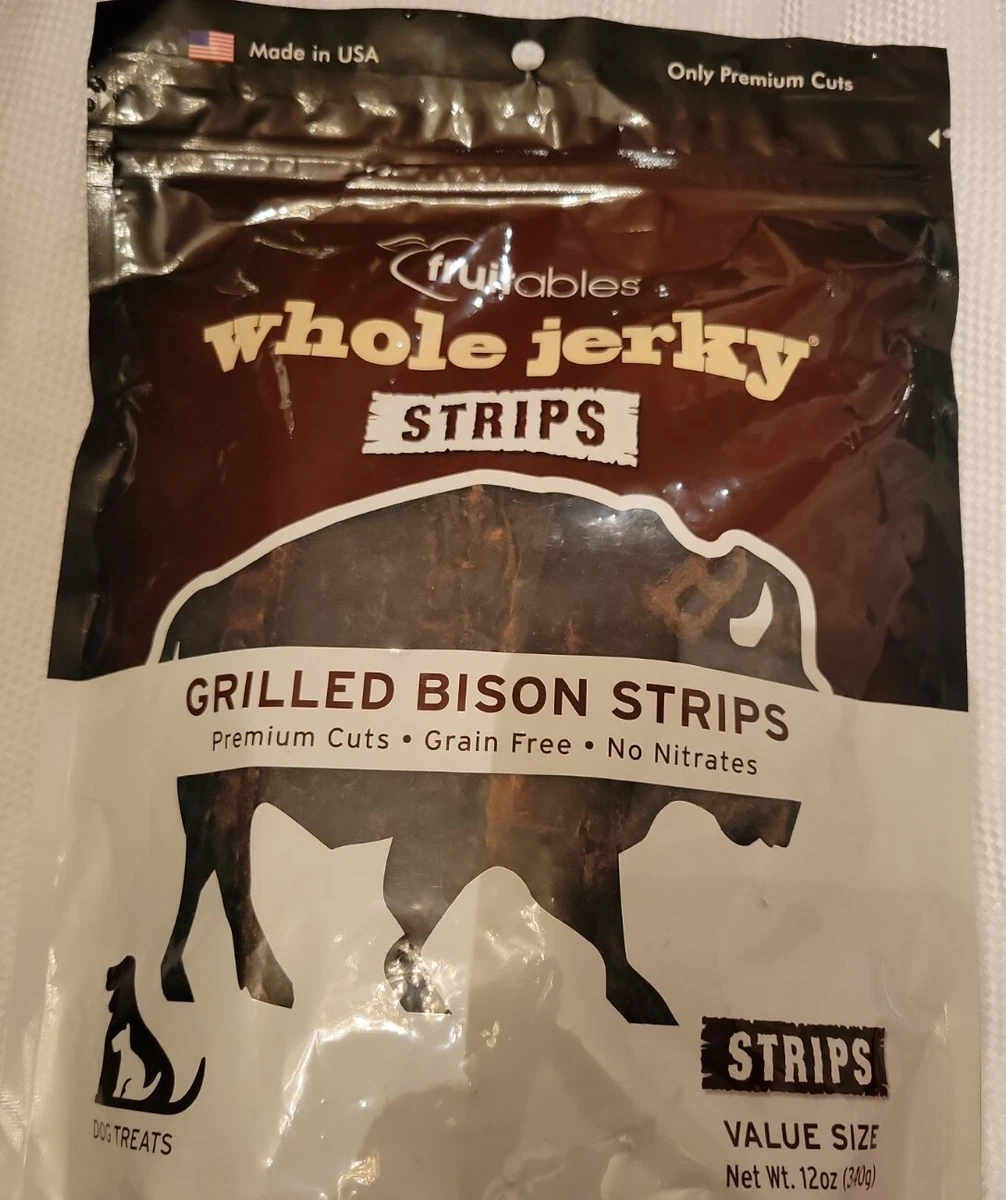 Made in USA
Only Premium Cuts
fruitables
whole jerky®
STRIPS
GRILLED BISON STRIPS
Premium Cuts • Grain Free • No Nitrates
DOG TREATS
STRIPS
VALUE SIZE
Net Wt. 12oz (340g)